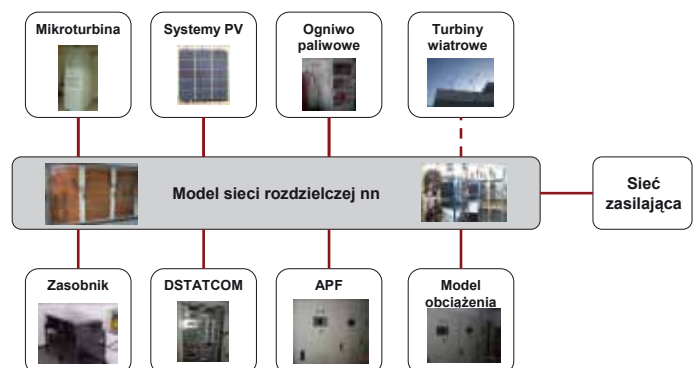 Mikroturbina
Systemy PV
Ogniwo
paliwowe
Turbiny
wiatrowe
Model sieci rozdzielczej nn
Sieć
zasilająca
Zasobnik
DSTATCOM
APF
Model
obciążenia